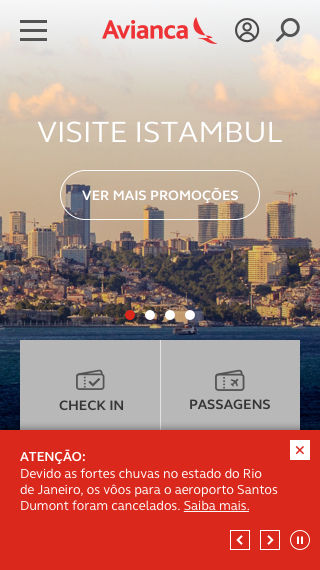 Avianca
VISITE ISTAMBUL
VER MAIS PROMOÇÕES
CHECK IN
PASSAGENS
ATENÇÃO:
Devido as fortes chuvas no estado do Rio
de Janeiro, os vôos para o aeroporto Santos
Dumont foram cancelados. Saiba mais.